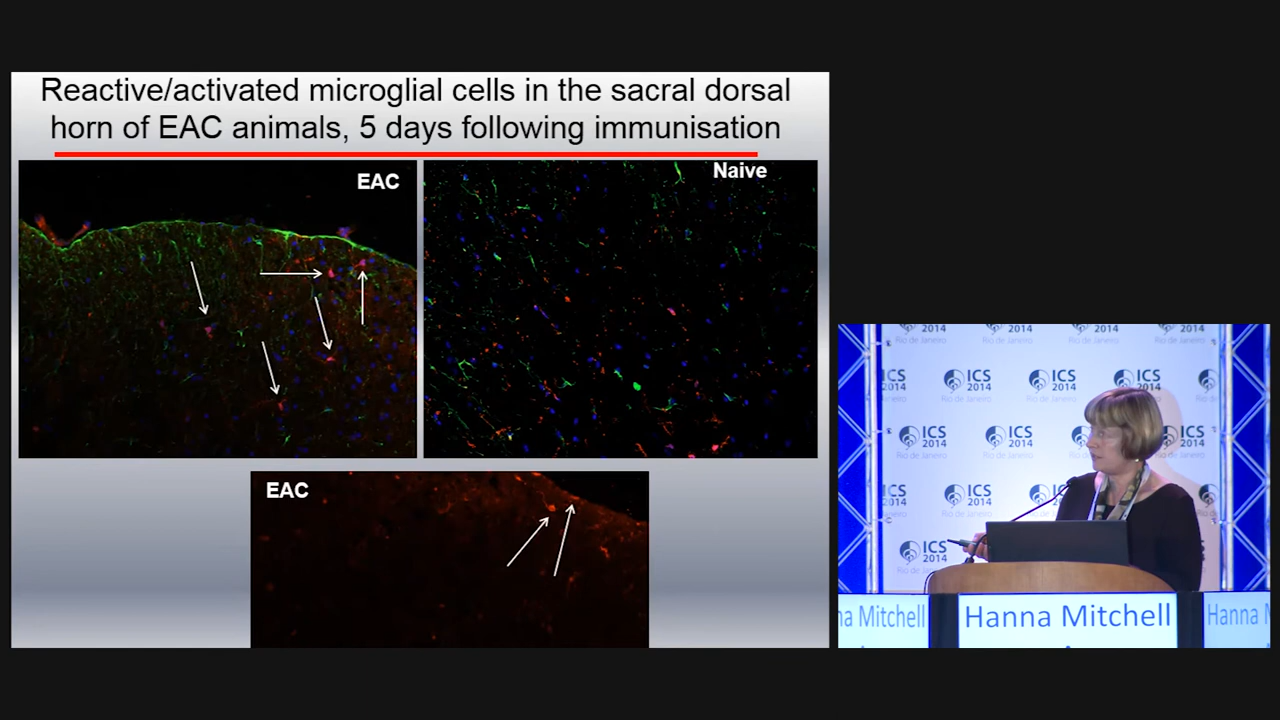 Reactive/activated microglial cells in the sacral dorsal
horn of EAC animals, 5 days following immunisation
EAC
Naive
EAC
ICS
2014
Rio de Janeiro
Hanna Mitchell